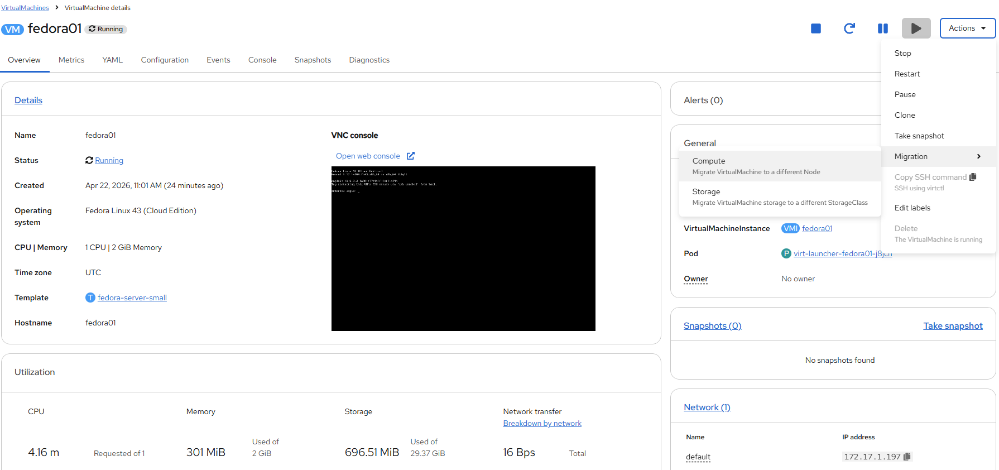 VirtualMachines > VirtualMachine details
VM fedora01 Running
Actions
Overview Metrics YAML Configuration Events Console Snapshots Diagnostics
Details
Name fedora01
Status Running
Created Apr 22, 2026, 11:01 AM (24 minutes ago)
Operating system Fedora Linux 43 (Cloud Edition)
CPU | Memory 1 CPU | 2 GiB Memory
Time zone UTC
Template T fedora-server-small
Hostname fedora01
VNC console
Open web console
Fedora Linux 43 (Cloud Edition)
fedora01 login: _
Utilization
CPU
4.16 m Requested of 1
Memory
301 MiB Used of 2 GiB
Storage
696.51 MiB Used of 29.37 GiB
Network transfer
Breakdown by network
16 Bps Total
Alerts (0)
General
VirtualMachineInstance VMI fedora01
Pod P virt-launcher-fedora01-j8jcn
Owner No owner
Snapshots (0) Take snapshot
No snapshots found
Network (1)
Name IP address
default 172.17.1.197
Stop
Restart
Pause
Clone
Take snapshot
Migration
Copy SSH command
SSH using virtctl
Edit labels
Delete
The VirtualMachine is running
Compute
Migrate VirtualMachine to a different Node
Storage
Migrate VirtualMachine storage to a different StorageClass